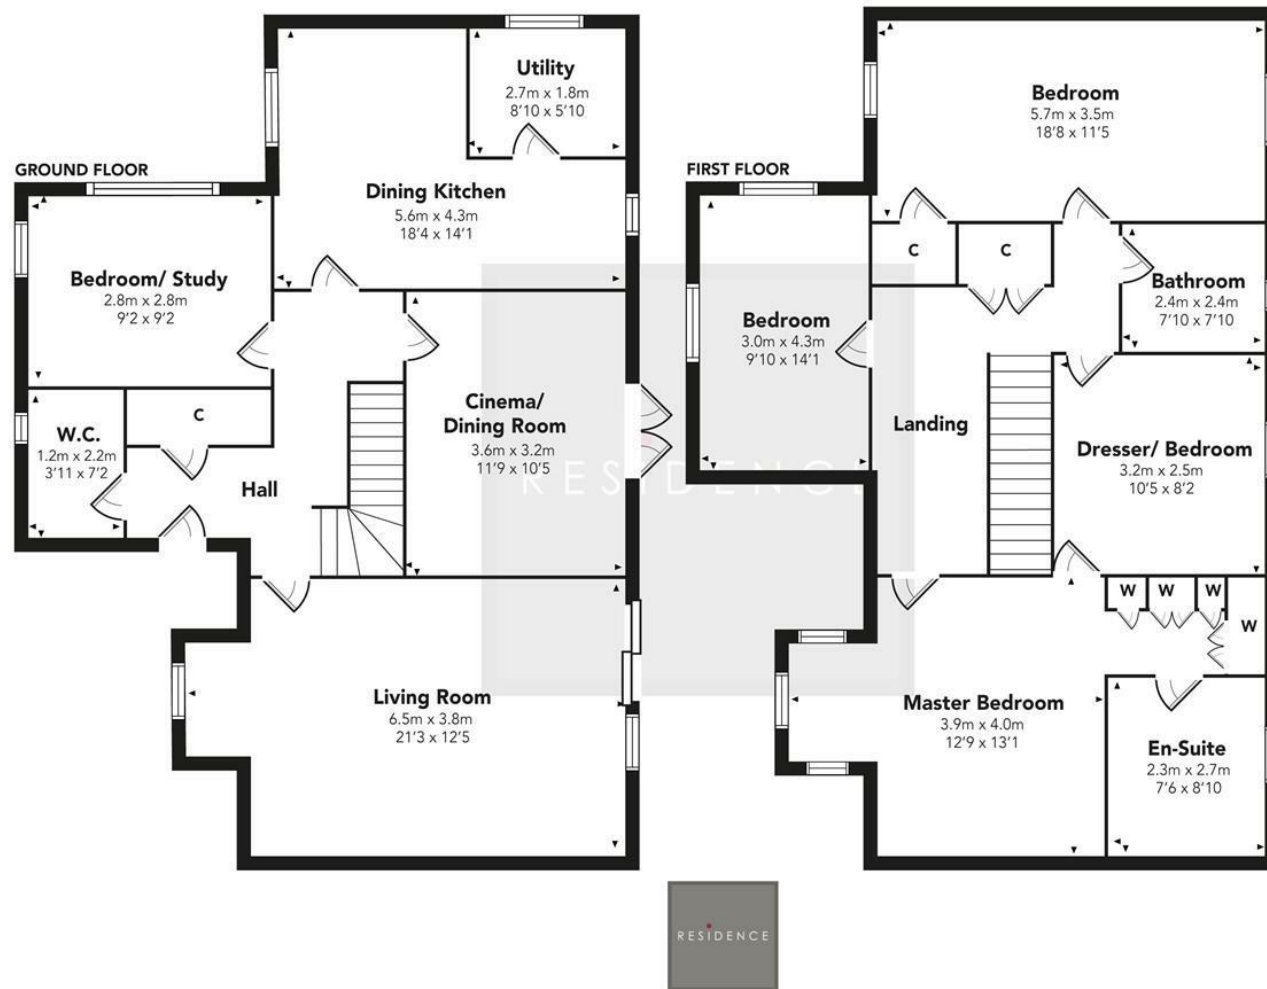 GROUND FLOOR
Utility
2.7m x 1.8m
8'10 x 5'10
Dining Kitchen
5.6m x 4.3m
18'4 x 14'1
Bedroom/ Study
2.8m x 2.8m
9'2 x 9'2
W.C.
1.2m x 2.2m
3'11 x 7'2
C
Hall
Cinema/
Dining Room
3.6m x 3.2m
11'9 x 10'5
Living Room
6.5m x 3.8m
21'3 x 12'5
FIRST FLOOR
Bedroom
5.7m x 3.5m
18'8 x 11'5
C
C
Bathroom
2.4m x 2.4m
7'10 x 7'10
Bedroom
3.0m x 4.3m
9'10 x 14'1
Landing
Dresser/ Bedroom
3.2m x 2.5m
10'5 x 8'2
W
W
W
W
Master Bedroom
3.9m x 4.0m
12'9 x 13'1
En-Suite
2.3m x 2.7m
7'6 x 8'10
RESIDENCE
RESIDENCE